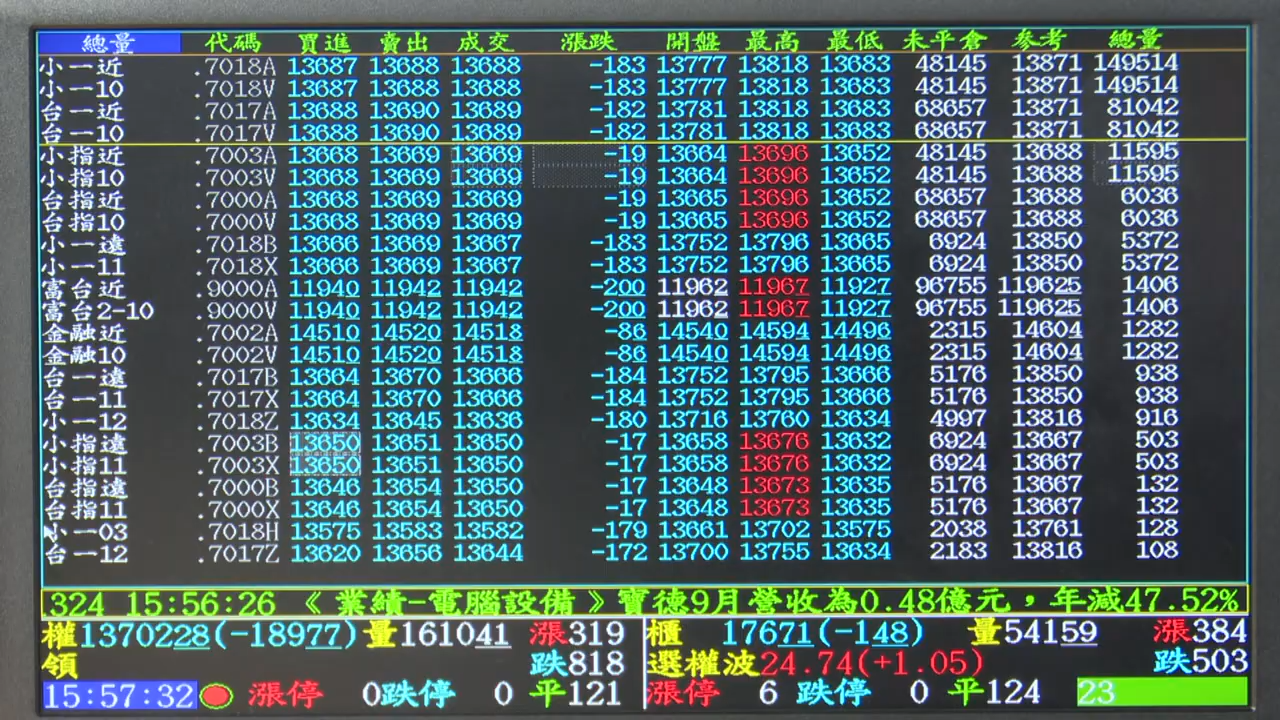 總量 代碼 買進 賣出 成交 漲跌 開盤 最高 最低 未平倉 參考 總量
小一近 .7018A 13687 13688 13688 -183 13777 13818 13683 48145 13871 149514
小一10 .7018V 13687 13688 13688 -183 13777 13818 13683 48145 13871 149514
台一近 .7017A 13688 13690 13689 -182 13781 13818 13683 68657 13871 81042
台一10 .7017V 13688 13690 13689 -182 13781 13818 13683 68657 13871 81042
小指近 .7003A 13668 13669 13669 -19 13664 13696 13652 48145 13688 11595
小指10 .7003V 13668 13669 13669 -19 13664 13696 13652 48145 13688 11595
台指近 .7000A 13668 13669 13669 -19 13665 13696 13652 68657 13688 6036
台指10 .7000V 13668 13669 13669 -19 13665 13696 13652 68657 13688 6036
小一遠 .7018B 13666 13669 13667 -183 13752 13796 13665 6924 13850 5372
小一11 .7018X 13666 13669 13667 -183 13752 13796 13665 6924 13850 5372
富台近 .9000A 11940 11942 11942 -200 11962 11967 11927 96755 119625 1406
富台2-10 .9000V 11940 11942 11942 -200 11962 11967 11927 96755 119625 1406
金融近 .7002A 14510 14520 14518 -86 14540 14594 14496 2315 14604 1282
金融10 .7002V 14510 14520 14518 -86 14540 14594 14496 2315 14604 1282
台一遠 .7017B 13664 13670 13666 -184 13752 13795 13666 5176 13850 938
台一11 .7017X 13664 13670 13666 -184 13752 13795 13666 5176 13850 938
小一12 .7018Z 13634 13645 13636 -180 13716 13760 13634 4997 13816 916
小指遠 .7003B 13650 13651 13650 -17 13658 13676 13632 6924 13667 503
小指11 .7003X 13650 13651 13650 -17 13658 13676 13632 6924 13667 503
台指遠 .7000B 13646 13654 13650 -17 13648 13673 13635 5176 13667 132
台指11 .7000X 13646 13654 13650 -17 13648 13673 13635 5176 13667 132
小一03 .7018H 13575 13583 13582 -179 13661 13702 13575 2038 13761 128
台一12 .7017Z 13620 13656 13644 -172 13700 13755 13634 2183 13816 108
324 15:56:26 《業績-電腦設備》寶德9月營收為0.48億元，年減47.52%
權1370228(-18977)量161041 漲319 櫃 17671(-148) 量54159 漲384
領 跌818 選權波24.74(+1.05) 跌503
15:57:32 漲停 0跌停 0 平121 漲停 6 跌停 0 平124 23